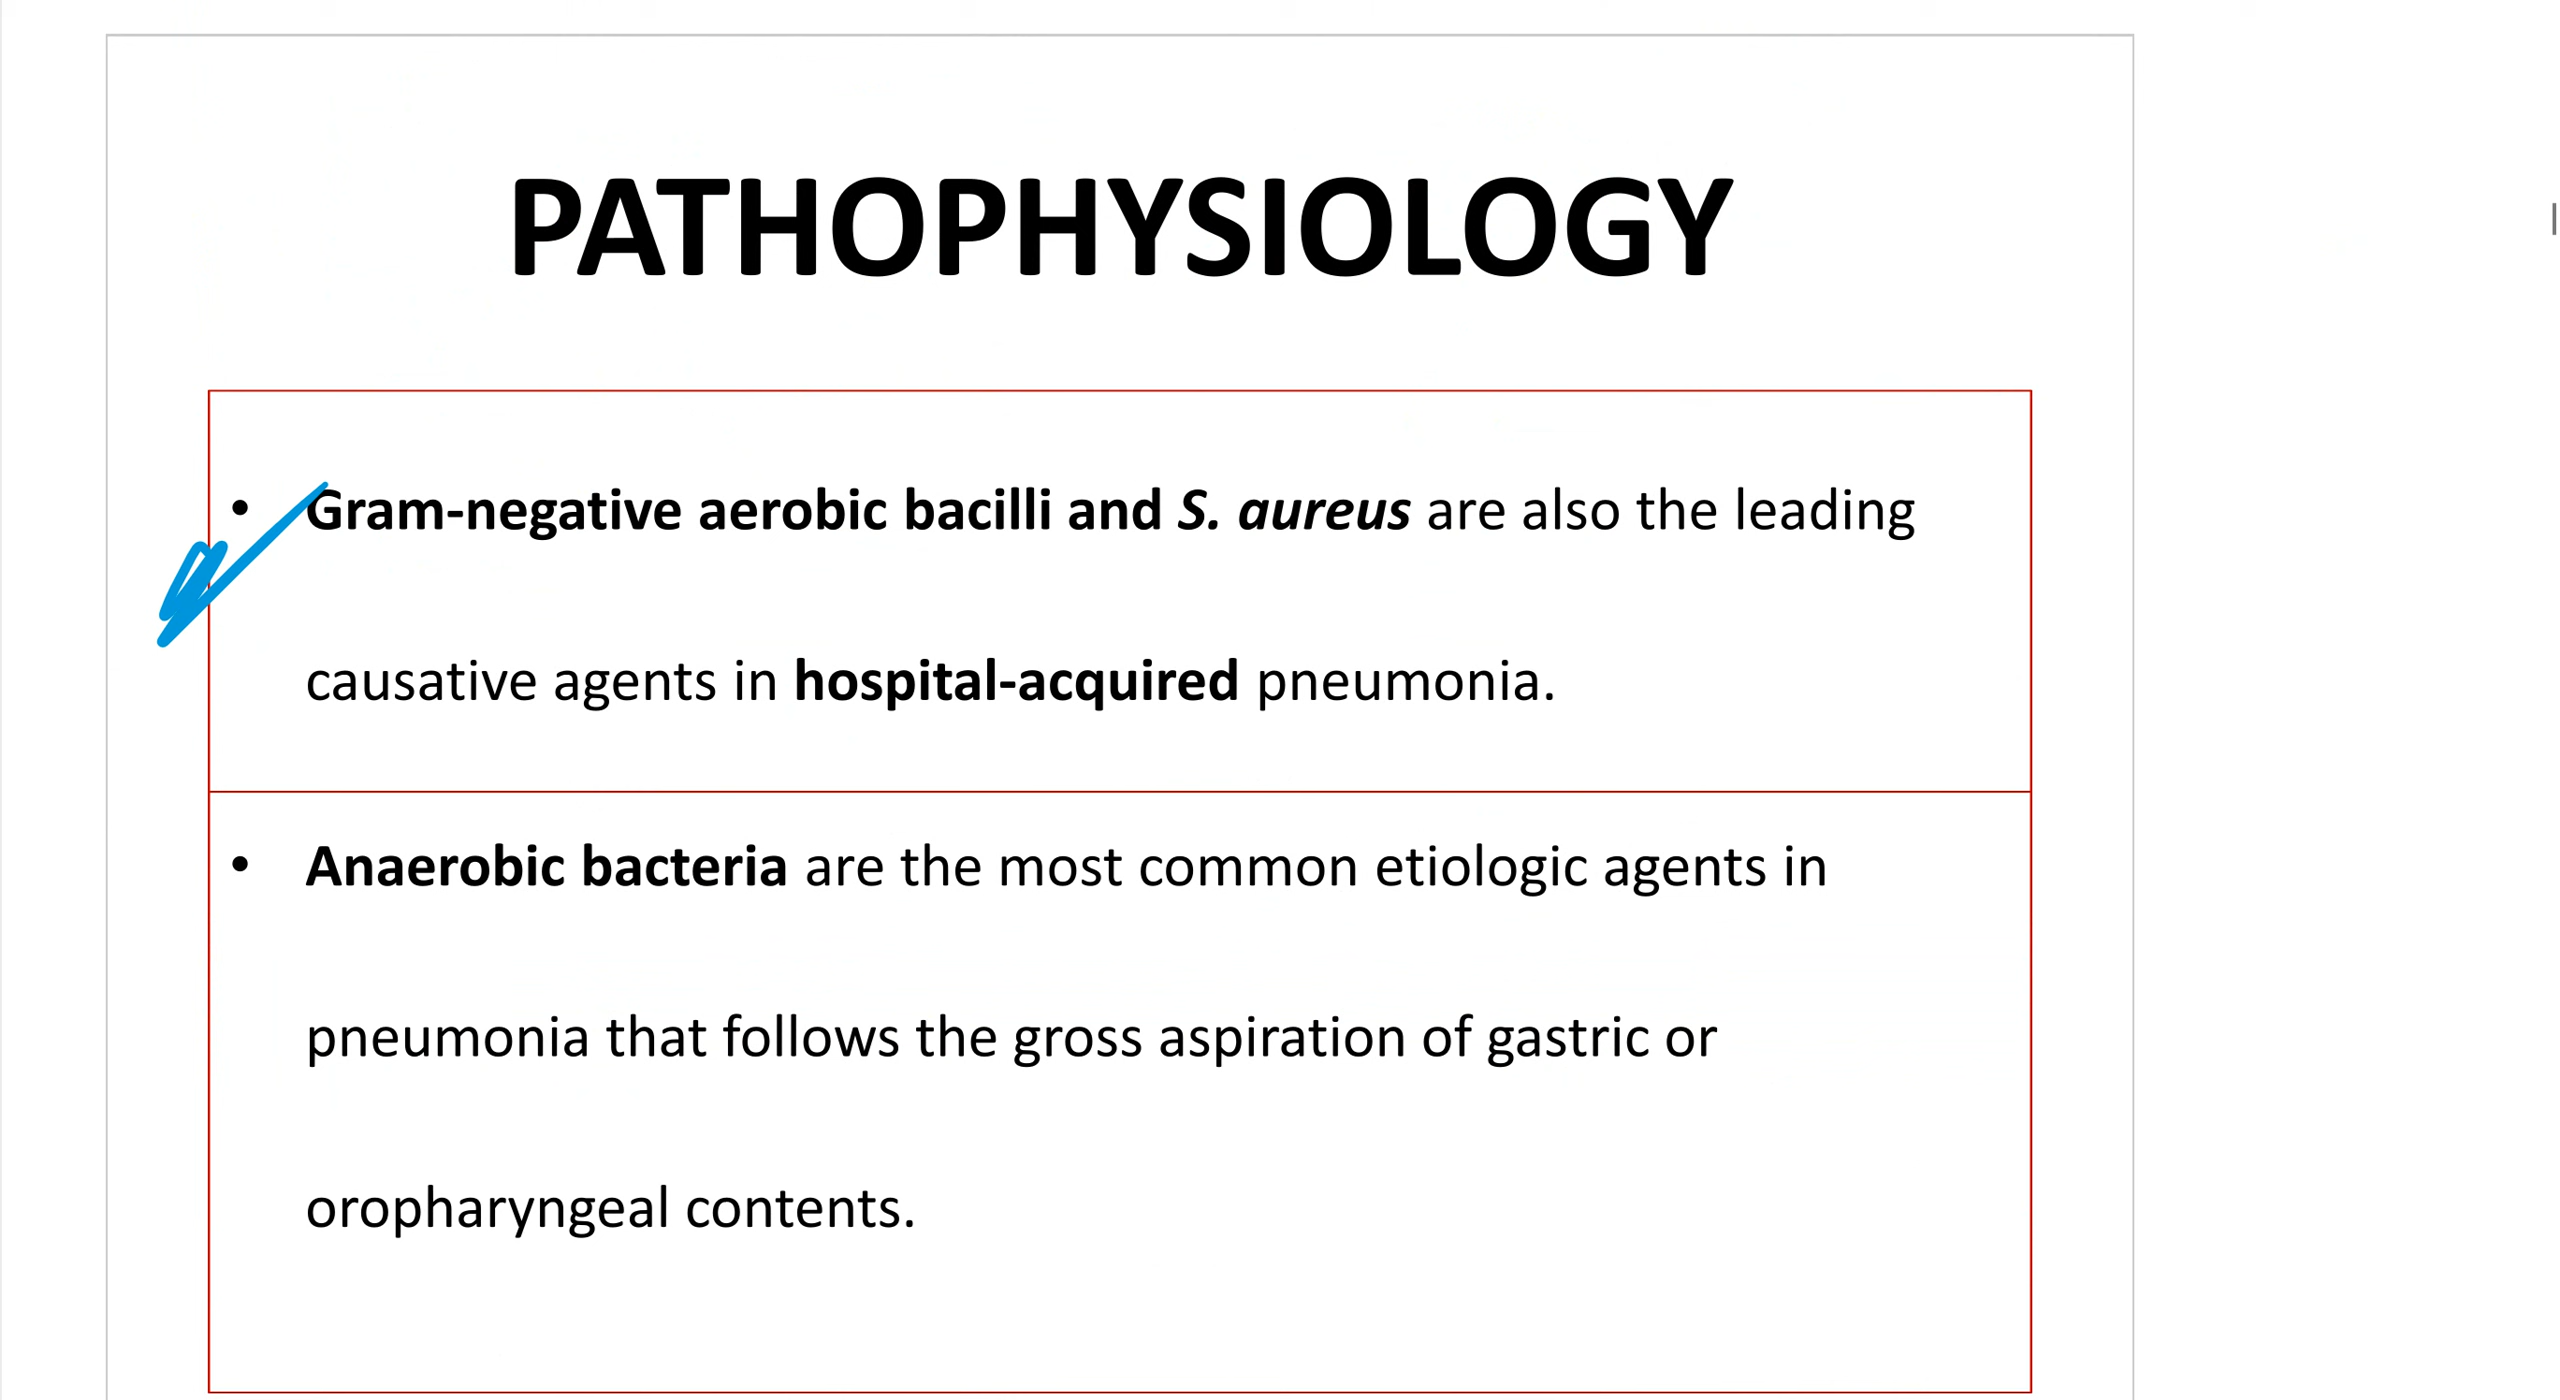 PATHOPHYSIOLOGY
• Gram-negative aerobic bacilli and S. aureus are also the leading
causative agents in hospital-acquired pneumonia.
• Anaerobic bacteria are the most common etiologic agents in
pneumonia that follows the gross aspiration of gastric or
oropharyngeal contents.